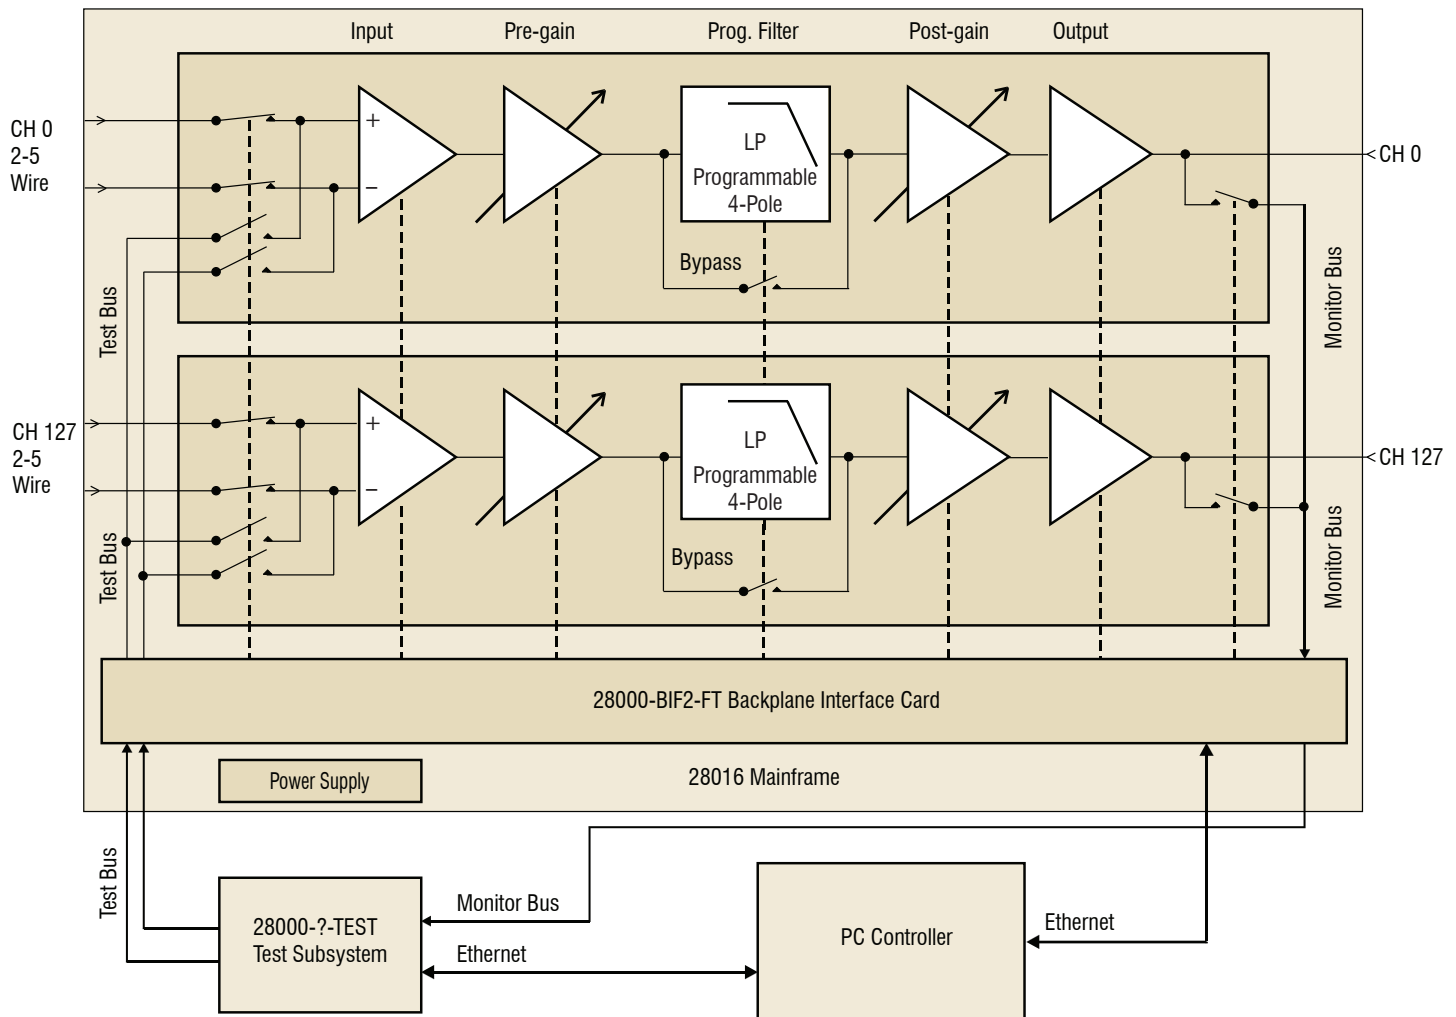 Input
Pre-gain
Prog. Filter
Post-gain
Output
CH 0
2-5
Wire
+
−
LP
Programmable
4-Pole
Bypass
CH 0
Test Bus
Monitor Bus
CH 127
2-5
Wire
+
−
LP
Programmable
4-Pole
Bypass
CH 127
Test Bus
Monitor Bus
28000-BIF2-FT Backplane Interface Card
Power Supply
28016 Mainframe
Test Bus
28000-?-TEST
Test Subsystem
Monitor Bus
Ethernet
PC Controller
Ethernet